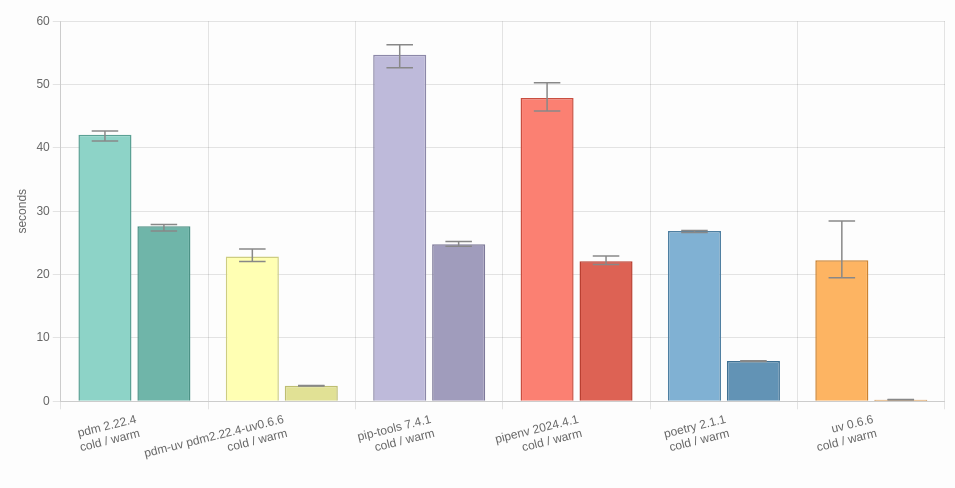 60
50
40
30
20
10
0
seconds
pdm 2.22.4
cold / warm
pdm-uv pdm2.22.4-uv0.6.6
cold / warm
pip-tools 7.4.1
cold / warm
pipenv 2024.4.1
cold / warm
poetry 2.1.1
cold / warm
uv 0.6.6
cold / warm